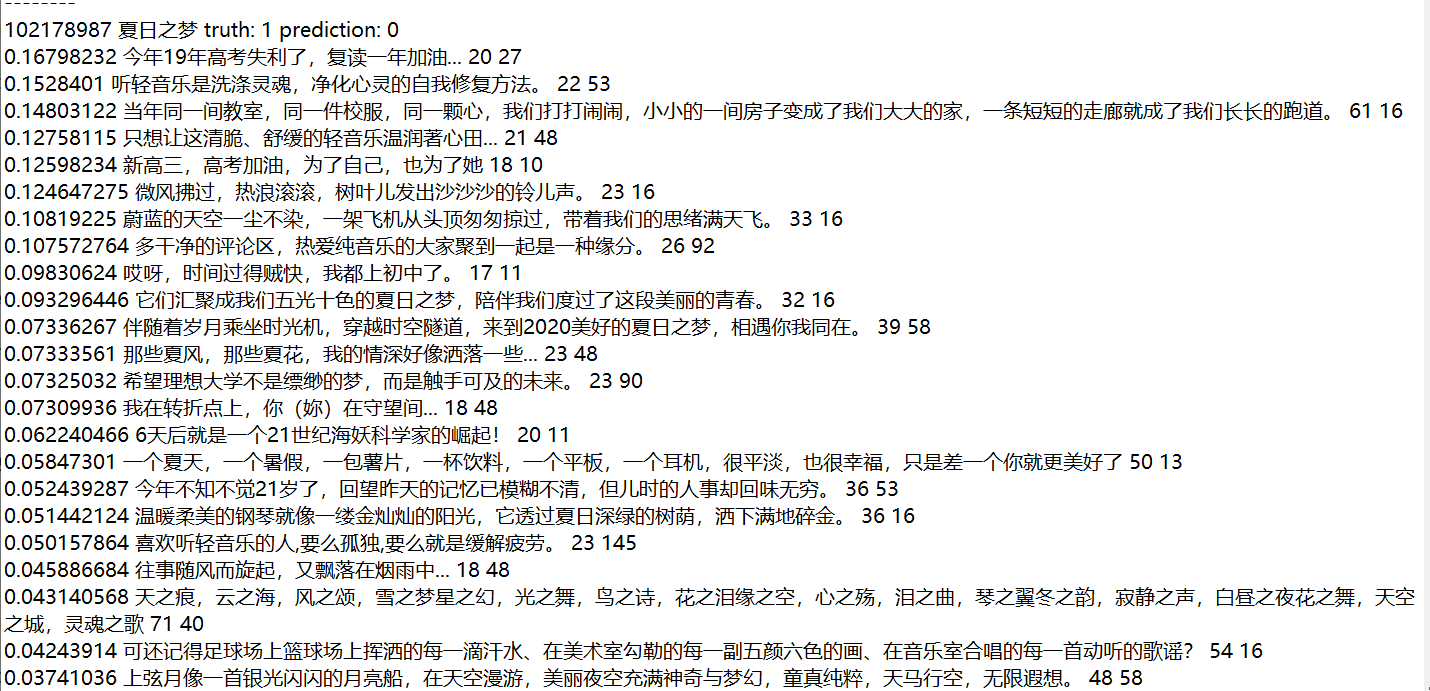 --------
102178987 夏日之梦 truth: 1 prediction: 0
0.16798232 今年19年高考失利了，复读一年加油... 20 27
0.1528401 听轻音乐是洗涤灵魂，净化心灵的自我修复方法。 22 53
0.14803122 当年同一间教室，同一件校服，同一颗心，我们打打闹闹，小小的一间房子变成了我们大大的家，一条短短的走廊就成了我们长长的跑道。 61 16
0.12758115 只想让这清脆、舒缓的轻音乐温润著心田... 21 48
0.12598234 新高三，高考加油，为了自己，也为了她 18 10
0.124647275 微风拂过，热浪滚滚，树叶儿发出沙沙沙的铃儿声。 23 16
0.10819225 蔚蓝的天空一尘不染，一架飞机从头顶匆匆掠过，带着我们的思绪满天飞。 33 16
0.107572764 多干净的评论区，热爱纯音乐的大家聚到一起是一种缘分。 26 92
0.09830624 哎呀，时间过得贼快，我都上初中了。 17 11
0.093296446 它们汇聚成我们五光十色的夏日之梦，陪伴我们度过了这段美丽的青春。 32 16
0.07336267 伴随着岁月乘坐时光机，穿越时空隧道，来到2020美好的夏日之梦，相遇你我同在。 39 58
0.07333561 那些夏风，那些夏花，我的情深好像洒落一些... 23 48
0.07325032 希望理想大学不是缥缈的梦，而是触手可及的未来。 23 90
0.07309936 我在转折点上，你（妳）在守望间... 18 48
0.062240466 6天后就是一个21世纪海妖科学家的崛起！ 20 11
0.05847301 一个夏天，一个暑假，一包薯片，一杯饮料，一个平板，一个耳机，很平淡，也很幸福，只是差一个你就更美好了 50 13
0.052439287 今年不知不觉21岁了，回望昨天的记忆已模糊不清，但儿时的人事却回味无穷。 36 53
0.051442124 温暖柔美的钢琴就像一缕金灿灿的阳光，它透过夏日深绿的树荫，洒下满地碎金。 36 16
0.050157864 喜欢听轻音乐的人,要么孤独,要么就是缓解疲劳。 23 145
0.045886684 往事随风而旋起，又飘落在烟雨中... 18 48
0.043140568 天之痕，云之海，风之颂，雪之梦星之幻，光之舞，鸟之诗，花之泪缘之空，心之殇，泪之曲，琴之翼冬之韵，寂静之声，白昼之夜花之舞，天空
之城，灵魂之歌 71 40
0.04243914 可还记得足球场上篮球场上挥洒的每一滴汗水、在美术室勾勒的每一副五颜六色的画、在音乐室合唱的每一首动听的歌谣？ 54 16
0.03741036 上弦月像一首银光闪闪的月亮船，在天空漫游，美丽夜空充满神奇与梦幻，童真纯粹，天马行空，无限遐想。 48 58